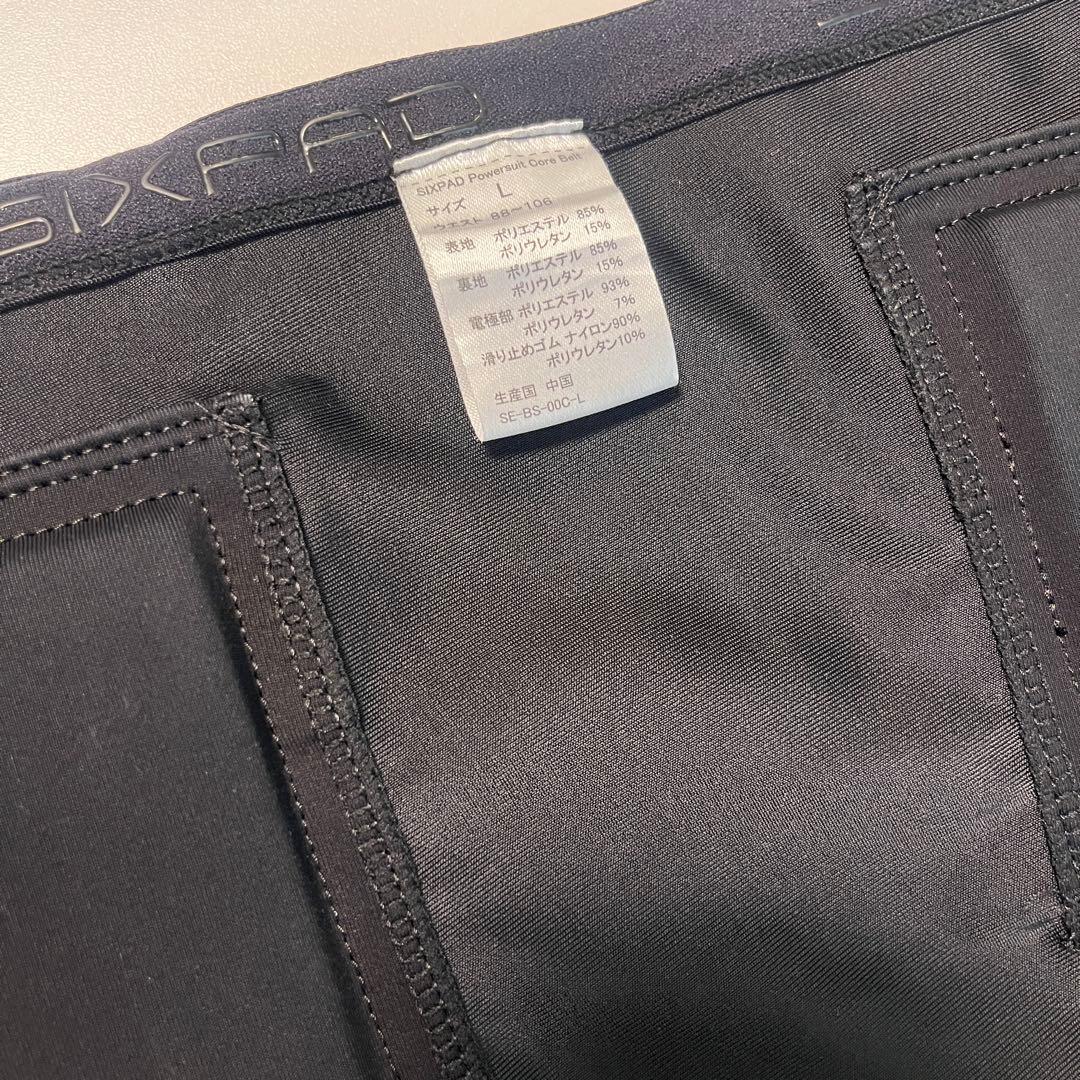 SIXPAD
SIXPAD Powersuit Core Belt
サイズ L
ウエスト 88~106
表地 ポリエステル 85%
ポリウレタン 15%
裏地 ポリエステル 85%
ポリウレタン 15%
電極部 ポリエステル 93%
ポリウレタン 7%
滑り止めゴム ナイロン90%
ポリウレタン10%
生産国 中国
SE-BS-00C-L